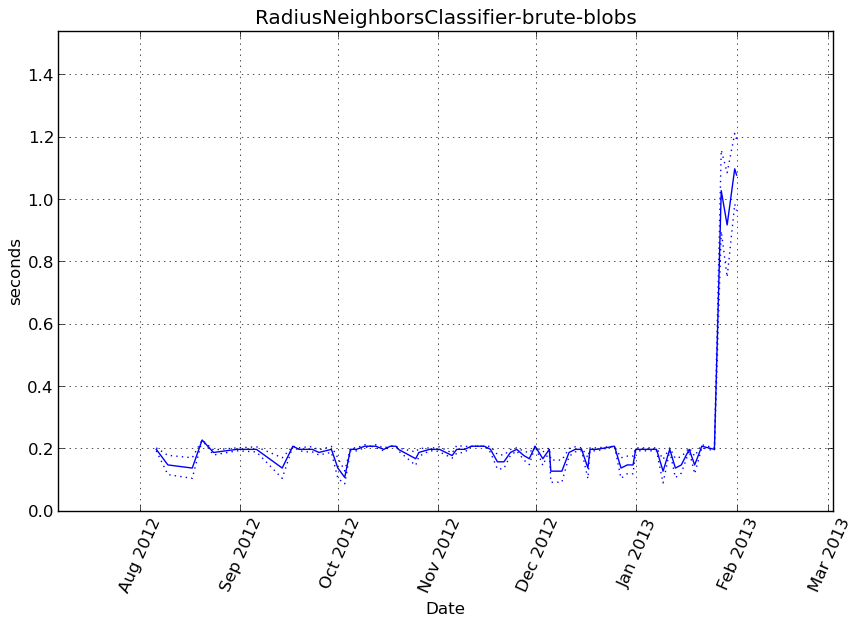 RadiusNeighborsClassifier-brute-blobs
1.4
1.2
1.0
0.8
0.6
0.4
0.2
0.0
seconds
Aug 2012
Sep 2012
Oct 2012
Nov 2012
Dec 2012
Jan 2013
Feb 2013
Mar 2013
Date